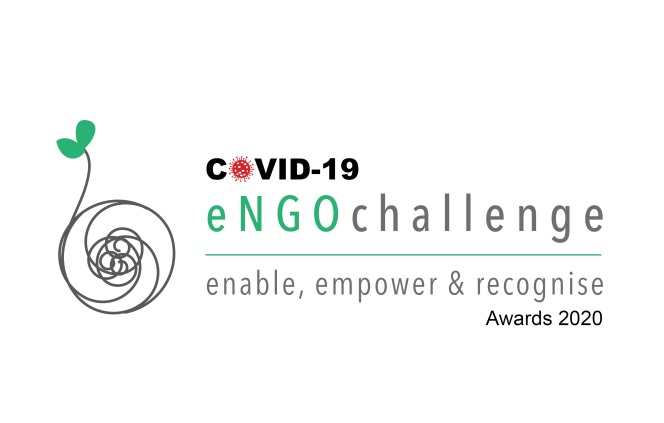 COVID-19
eNGOchallenge
enable, empower & recognise
Awards 2020